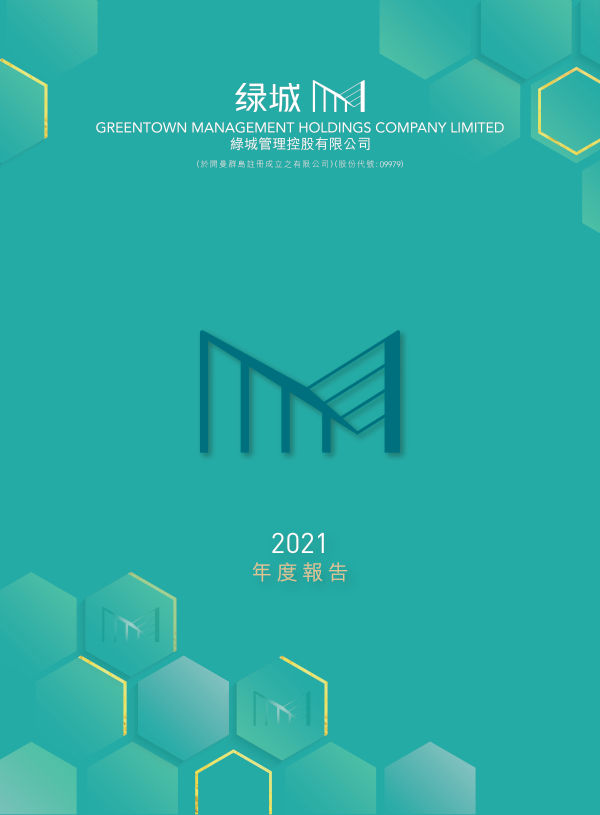 绿城
GREENTOWN MANAGEMENT HOLDINGS COMPANY LIMITED
綠城管理控股有限公司
(於開曼群島註冊成立之有限公司)(股份代號: 09979)
2021
年度報告